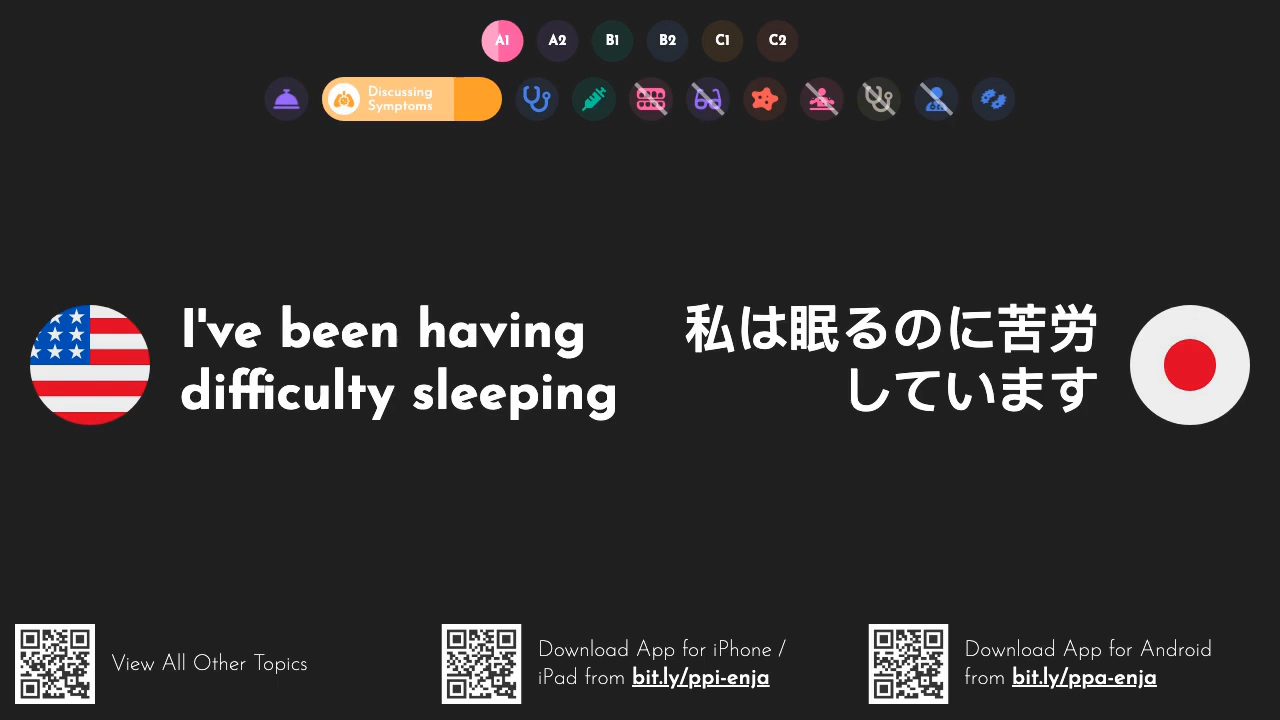 A1 A2 B1 B2 C1 C2
Discussing
Symptoms
I've been having
difficulty sleeping
私は眠るのに苦労
しています
View All Other Topics
Download App for iPhone /
iPad from bit.ly/ppi-enja
Download App for Android
from bit.ly/ppa-enja